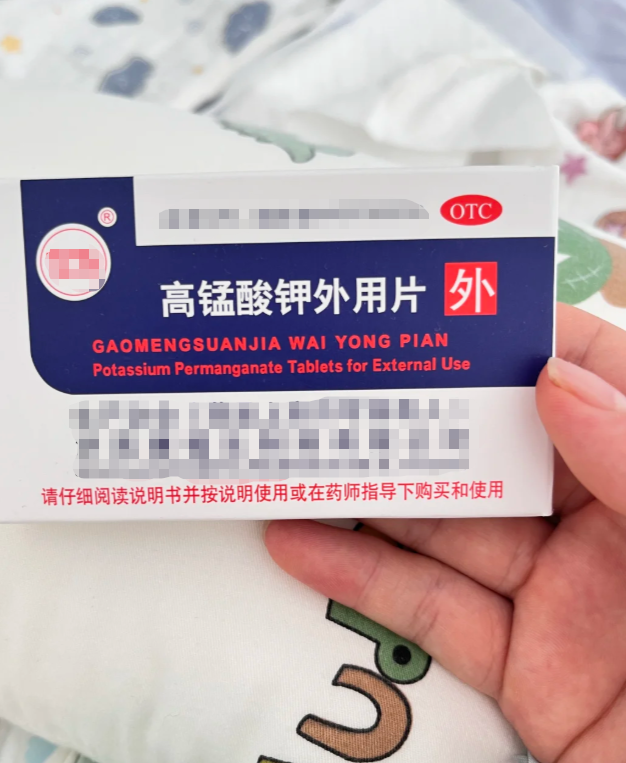 ®
OTC
高锰酸钾外用片 外
GAOMENGSUANJIA WAI YONG PIAN
Potassium Permanganate Tablets for External Use
请仔细阅读说明书并按说明使用或在药师指导下购买和使用